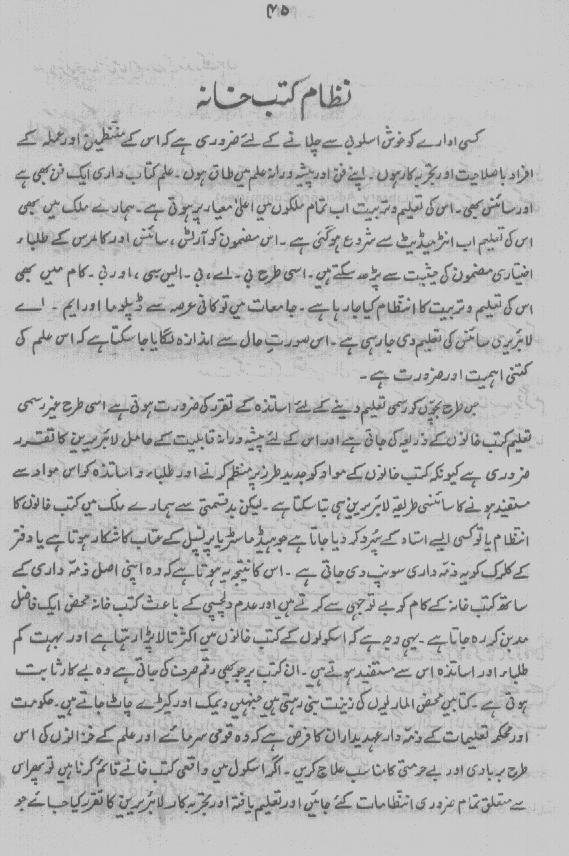 ۴۵
نظام کتب خانہ
کسی ادارے کو خوش اسلوبی سے چلانے کے لئے ضروری ہے کہ اس کے منتظمین اور عملہ کے
افراد با صلاحیت اور تجربہ کار ہوں۔ اپنے فن اور پیشہ ورانہ علم میں طاق ہوں۔ علم کتاب داری ایک فن بھی ہے
اور سائنس بھی۔ اس کی تعلیم و تربیت اب تمام ملکوں میں اعلیٰ معیار پر ہوتی ہے۔ ہمارے ملک میں بھی
اس کی تعلیم اب انٹرمیڈیٹ سے شروع ہو گئی ہے۔ اس مضمون کو آرٹس، سائنس اور کامرس کے طلباء
اختیاری مضمون کی حیثیت سے پڑھ سکتے ہیں۔ اسی طرح بی۔ اے، بی۔ ایس سی، اور بی۔ کام میں بھی
اس کی تعلیم و تربیت کا انتظام کیا جا رہا ہے۔ جامعات میں تو کافی عرصہ سے ڈپلوما اور ایم۔ اے
لائبریری سائنس کی تعلیم دی جا رہی ہے۔ اس صورتِ حال سے اندازہ لگایا جا سکتا ہے کہ اس علم کی
کتنی اہمیت اور ضرورت ہے۔
جس طرح بچّوں کو رسمی تعلیم دینے کے لئے اساتذہ کے تقرر کی ضرورت ہوتی ہے اسی طرح غیر رسمی
تعلیم کتب خانوں کے ذریعہ کی جاتی ہے اور اس کے لئے پیشہ ورانہ قابلیت کے حامل لائبریرین کا تقرر
ضروری ہے کیونکہ کتب خانوں کے مواد کو جدید طرز پر منظم کرنے اور طلباء و اساتذہ کو اس مواد سے
مستفید ہونے کا سائنسی طریقہ لائبریرین ہی بتا سکتا ہے۔ لیکن بدقسمتی سے ہمارے ملک میں کتب خانوں کا
انتظام یا تو کسی ایسے استاد کے سُپرد کر دیا جاتا ہے جو ہیڈ ماسٹر یا پرنسپل کے عتاب کا شکار ہوتا ہے یا دفتر
کے کلرک کو یہ ذمّہ داری سونپ دی جاتی ہے۔ اس کا نتیجہ یہ ہوتا ہے کہ وہ اپنی اصل ذمّہ داری کے
ساتھ کتب خانہ کے کام کو بے توجہی سے کرتے ہیں اور عدم دلچسپی کے باعث کتب خانہ محض ایک فاضل
مد بن کر رہ جاتا ہے۔ یہی وجہ ہے کہ اسکولوں کے کتب خانوں میں اکثر تالا پڑا رہتا ہے اور بہت کم
طلباء اور اساتذہ اس سے مستفید ہوتے ہیں۔ ان کتب پر جو کچھ بھی رقم صرف کی جاتی ہے وہ بے کار ثابت
ہوتی ہے۔ کتابیں محض الماریوں کی زینت بنی رہتی ہیں جنہیں دیمک اور کیڑے چاٹ جاتے ہیں۔ حکومت
اور محکمہ تعلیمات کے ذمّہ دار عہدیداران کا فرض ہے کہ وہ قومی سرمائے اور علم کے خزانوں کی اس
طرح بربادی اور بے حرمتی کا مناسب علاج کریں۔ اگر اسکول میں واقعی کتب خانے قائم کرنا ہیں تو پھر اس
سے متعلق تمام ضروری انتظامات کئے جائیں اور تعلیم یافتہ اور تجربہ کار لائبریرین کا تقرر کیا جائے جو